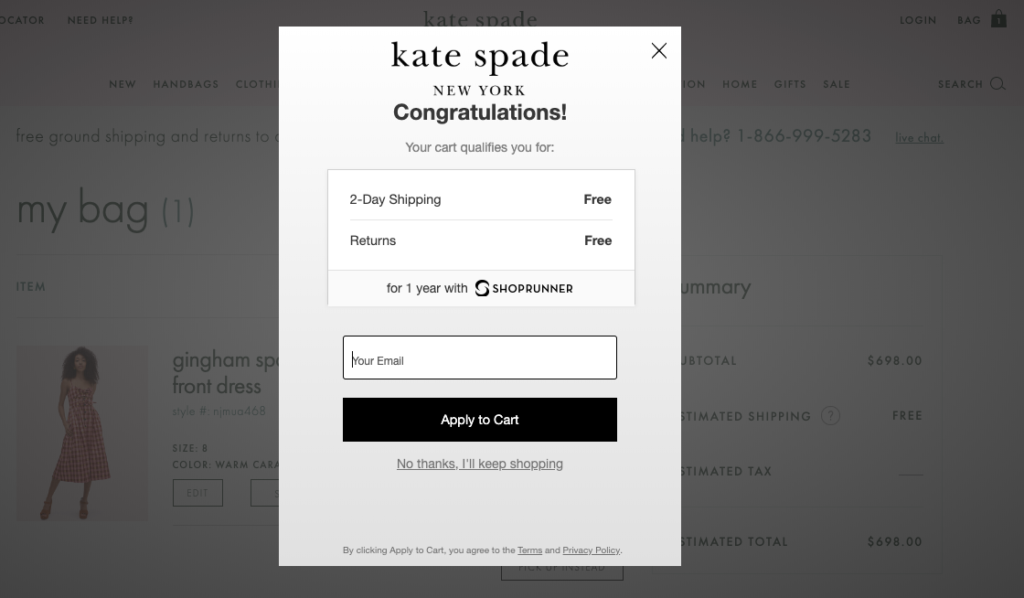 OCATOR NEED HELP? kate spade LOGIN BAG 1
NEW HANDBAGS CLOTHI ION HOME GIFTS SALE SEARCH
free ground shipping and returns to help? 1-866-999-5283 live chat.
my bag (1)
ITEM
gingham spa
front dress
style #: njmua468
SIZE: 8
COLOR: WARM CARA
EDIT
ummary
UBTOTAL $698.00
STIMATED SHIPPING ? FREE
STIMATED TAX
STIMATED TOTAL $698.00
PICK UP INSTEAD
kate spade
NEW YORK
Congratulations!
Your cart qualifies you for:
2-Day Shipping Free
Returns Free
for 1 year with SHOPRUNNER
Your Email
Apply to Cart
No thanks, I'll keep shopping
By clicking Apply to Cart, you agree to the Terms and Privacy Policy.